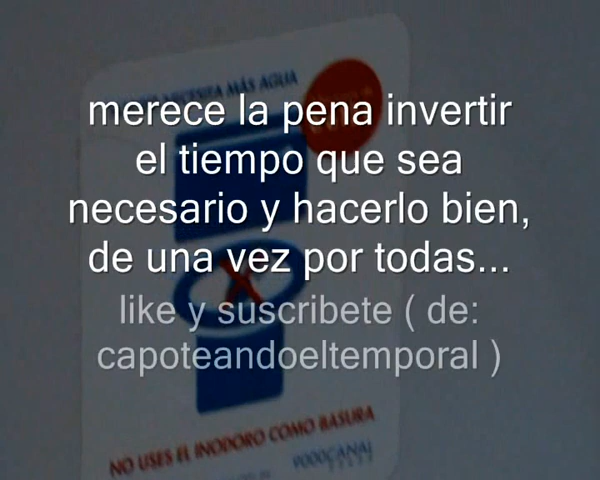 NECESITA MÁS AGUA
merece la pena invertir
el tiempo que sea
necesario y hacerlo bien,
de una vez por todas...
like y suscribete ( de:
capoteandoeltemporal )
NO USES EL INODORO COMO BASURA